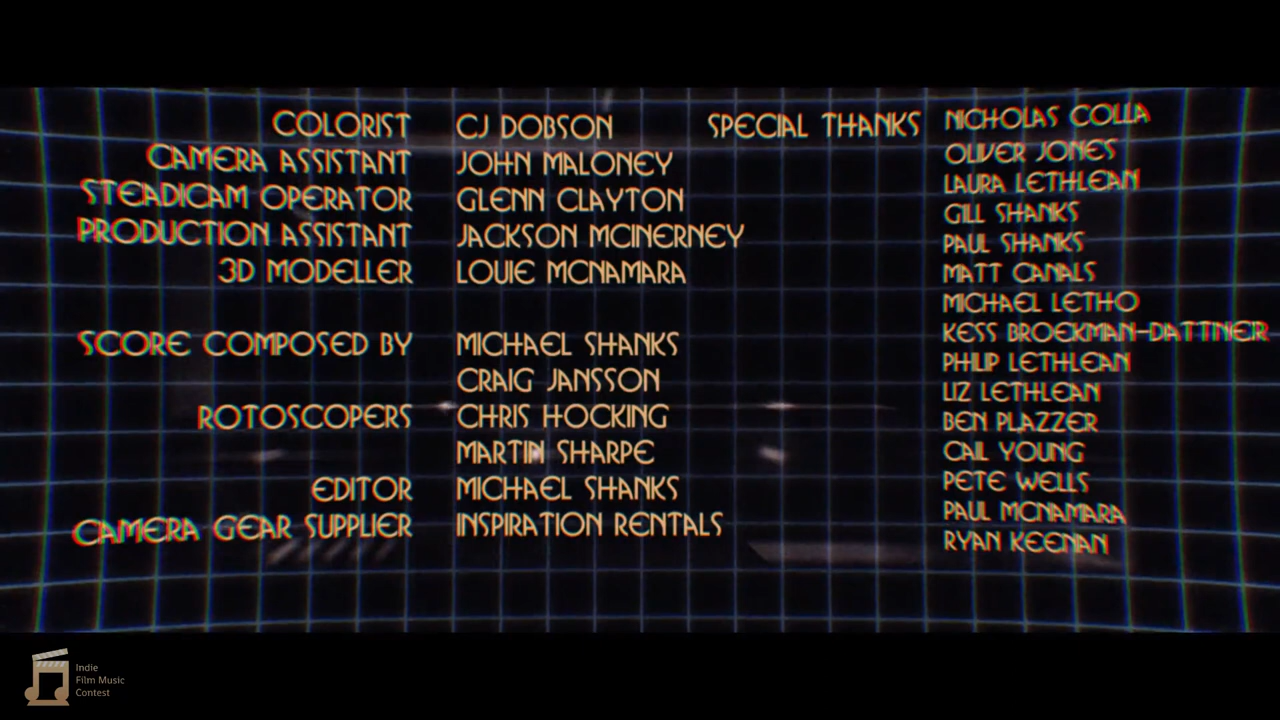 COLORIST CJ DOBSON
CAMERA ASSISTANT JOHN MALONEY
STEADICAM OPERATOR GLENN CLAYTON
PRODUCTION ASSISTANT JACKSON MCINERNEY
3D MODELLER LOUIE MCNAMARA
SCORE COMPOSED BY MICHAEL SHANKS
CRAIG JANSSON
ROTOSCOPERS CHRIS HOCKING
MARTIN SHARPE
EDITOR MICHAEL SHANKS
CAMERA GEAR SUPPLIER INSPIRATION RENTALS
SPECIAL THANKS NICHOLAS COLLA
OLIVER JONES
LAURA LETHLEAN
GILL SHANKS
PAUL SHANKS
MATT CANALS
MICHAEL LETHO
KESS BROEKMAN-DATTNER
PHILIP LETHLEAN
LIZ LETHLEAN
BEN PLAZZER
CAIL YOUNG
PETE WELLS
PAUL MCNAMARA
RYAN KEENAN
Indie
Film Music
Contest